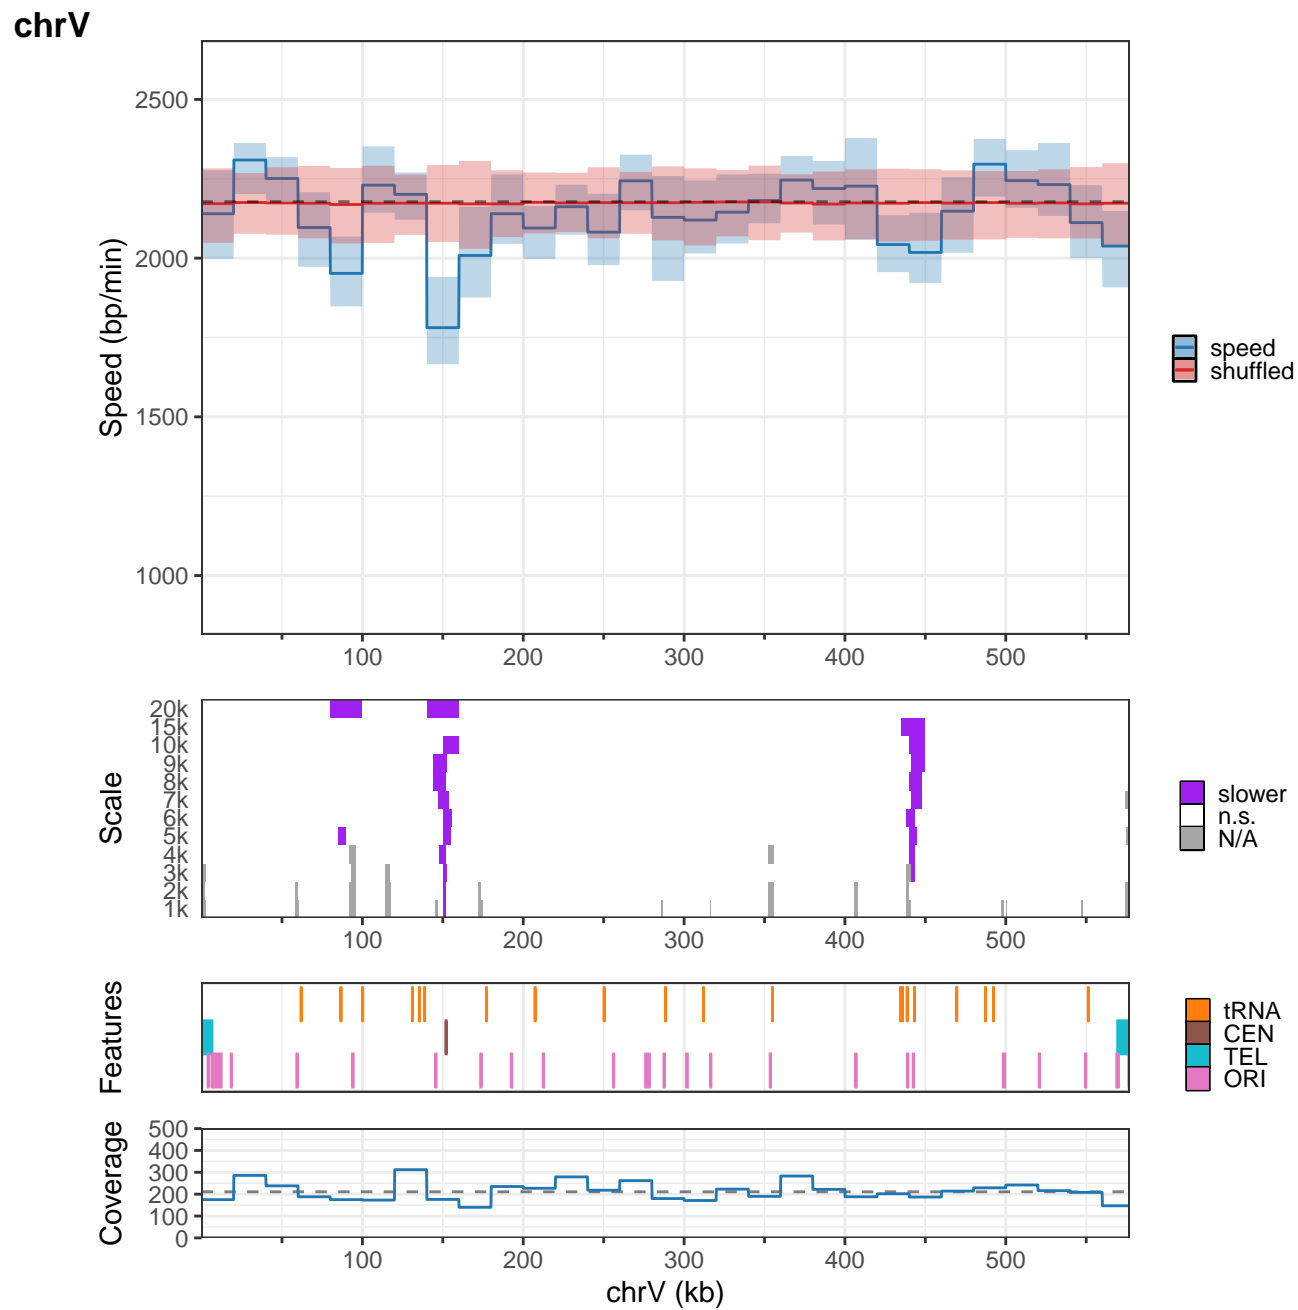 chrV
Speed (bp/min)
2500
2000
1500
1000
100 200 300 400 500
speed
shuffled
Scale
20k
15k
10k
9k
8k
7k
6k
5k
4k
3k
2k
1k
100 200 300 400 500
slower
n.s.
N/A
Features
tRNA
CEN
TEL
ORI
Coverage
500
400
300
200
100
0
100 200 300 400 500
chrV (kb)